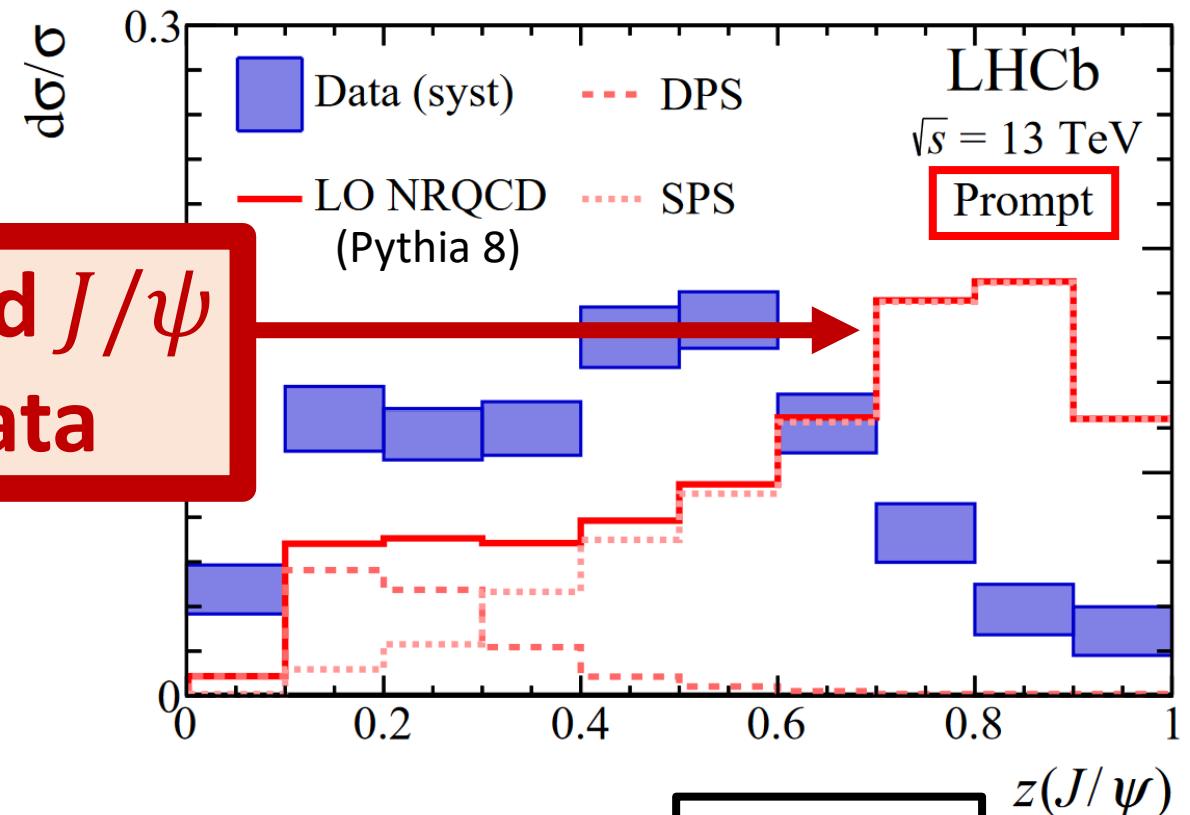 0.3
dσ/σ
Data (syst)
DPS
LHCb
√s = 13 TeV
LO NRQCD
SPS
Prompt
(Pythia 8)
J/ψ
0
0
0.2
0.4
0.6
0.8
1
z(J/ψ)